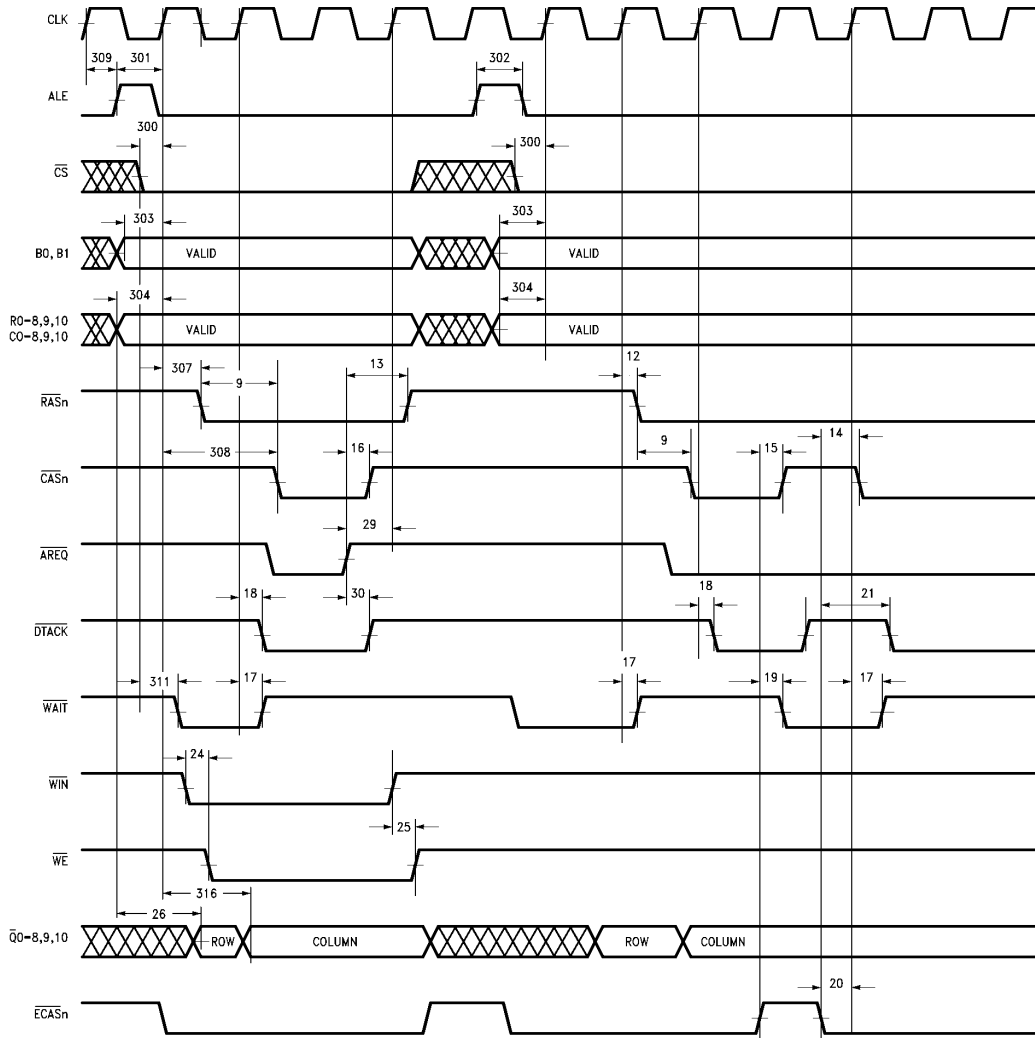 CLK
309 301 302
ALE
300 300
CS
303 303
B0, B1 VALID VALID
304 304
R0-8,9,10
C0-8,9,10 VALID VALID
307 9 13 12
RASn
308 16 9 15 14
CASn
29
AREQ
18 30 18 21
DTACK
311 17 17 19 17
WAIT
24
WIN
25
WE
316
26
Q̅0-8,9,10 ROW COLUMN ROW COLUMN
20
ECASn